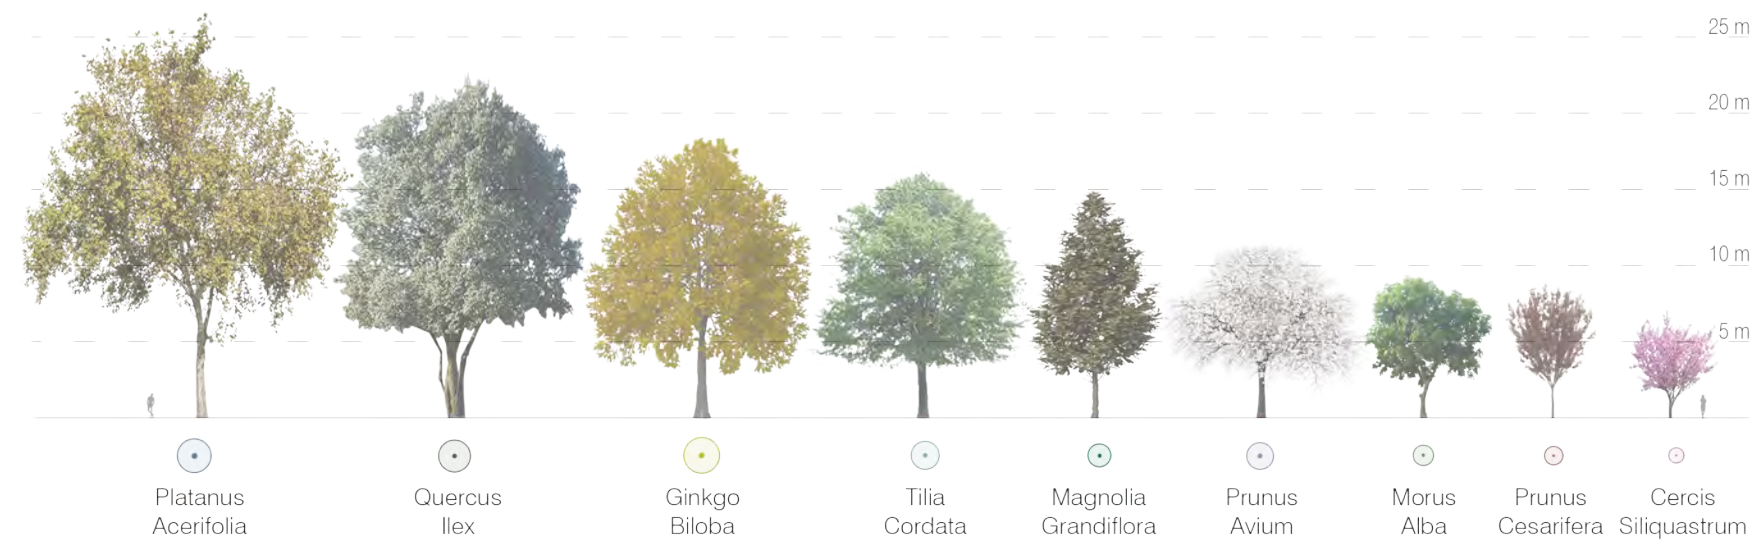 25 m
20 m
15 m
10 m
5 m
Platanus
Acerifolia
Quercus
Ilex
Ginkgo
Biloba
Tilia
Cordata
Magnolia
Grandiflora
Prunus
Avium
Morus
Alba
Prunus
Cesarifera
Cercis
Siliquastrum